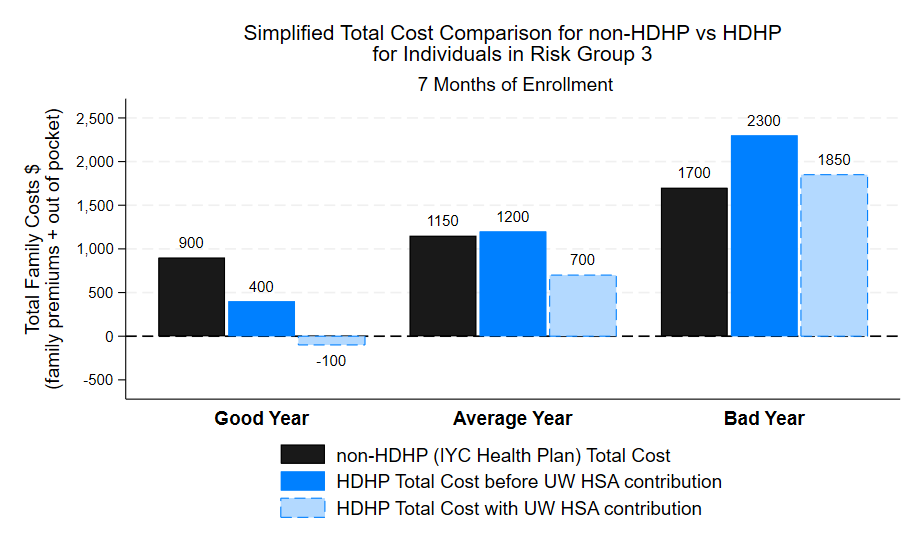 Simplified Total Cost Comparison for non-HDHP vs HDHP
for Individuals in Risk Group 3
7 Months of Enrollment
Total Family Costs $
(family premiums + out of pocket)
2,500
2,000
1,500
1,000
500
0
-500
900
400
-100
1150
1200
700
1700
2300
1850
Good Year
Average Year
Bad Year
non-HDHP (IYC Health Plan) Total Cost
HDHP Total Cost before UW HSA contribution
HDHP Total Cost with UW HSA contribution